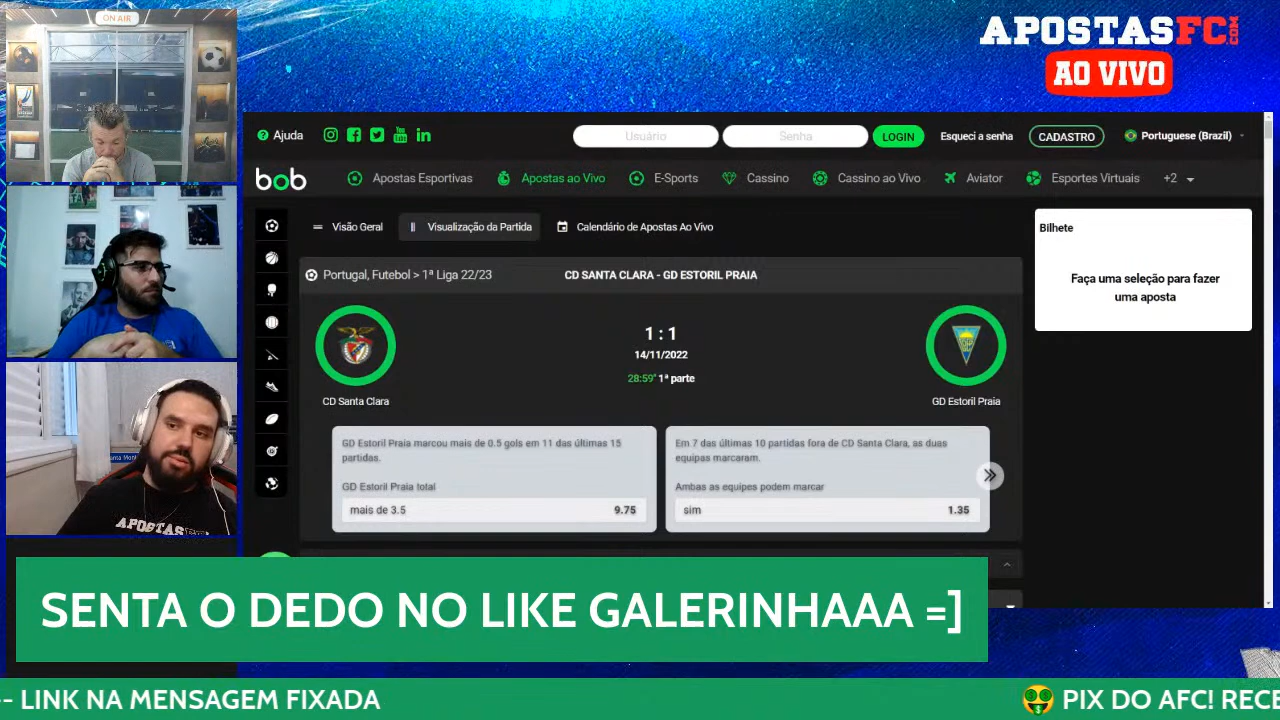 ON AIR
APOSTASFC.COM
AO VIVO
Ajuda
Usuário
Senha
LOGIN
Esqueci a senha
CADASTRO
Portuguese (Brazil)
bob
Apostas Esportivas
Apostas ao Vivo
E-Sports
Cassino
Cassino ao Vivo
Aviator
Esportes Virtuais
+2
Visão Geral
Visualização da Partida
Calendário de Apostas Ao Vivo
Bilhete
Faça uma seleção para fazer
uma aposta
Portugal, Futebol > 1ª Liga 22/23
CD SANTA CLARA - GD ESTORIL PRAIA
1 : 1
14/11/2022
28:59' 1ª parte
CD Santa Clara
GD Estoril Praia
GD Estoril Praia marcou mais de 0.5 gols em 11 das últimas 15
partidas.
GD Estoril Praia total
mais de 3.5
9.75
Em 7 das últimas 10 partidas fora de CD Santa Clara, as duas
equipas marcaram.
Ambas as equipes podem marcar
sim
1.35
APOSTASFC
SENTA O DEDO NO LIKE GALERINHAAA =]
- LINK NA MENSAGEM FIXADA
🤑 PIX DO AFC! RECE